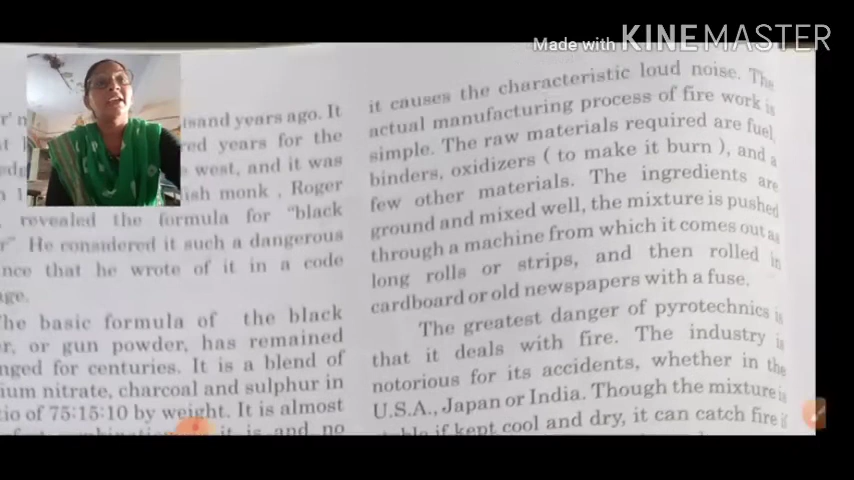 Made with KINEMASTER
isand years ago. It
red years for the
west, and it was
ish monk , Roger
, revealed the formula for "black
He considered it such a dangerous
nce that he wrote of it in a code
age.
he basic formula of the black
er, or gun powder, has remained
nged for centuries. It is a blend of
ium nitrate, charcoal and sulphur in
tio of 75:15:10 by weight. It is almost
it is and no
it causes the characteristic loud noise. The
actual manufacturing process of fire work is
simple. The raw materials required are fuel,
binders, oxidizers ( to make it burn ), and a
few other materials. The ingredients are
ground and mixed well, the mixture is pushed
through a machine from which it comes out as
long rolls or strips, and then rolled in
cardboard or old newspapers with a fuse.
The greatest danger of pyrotechnics is
that it deals with fire. The industry is
notorious for its accidents, whether in the
U.S.A., Japan or India. Though the mixture is
if kept cool and dry, it can catch fire if